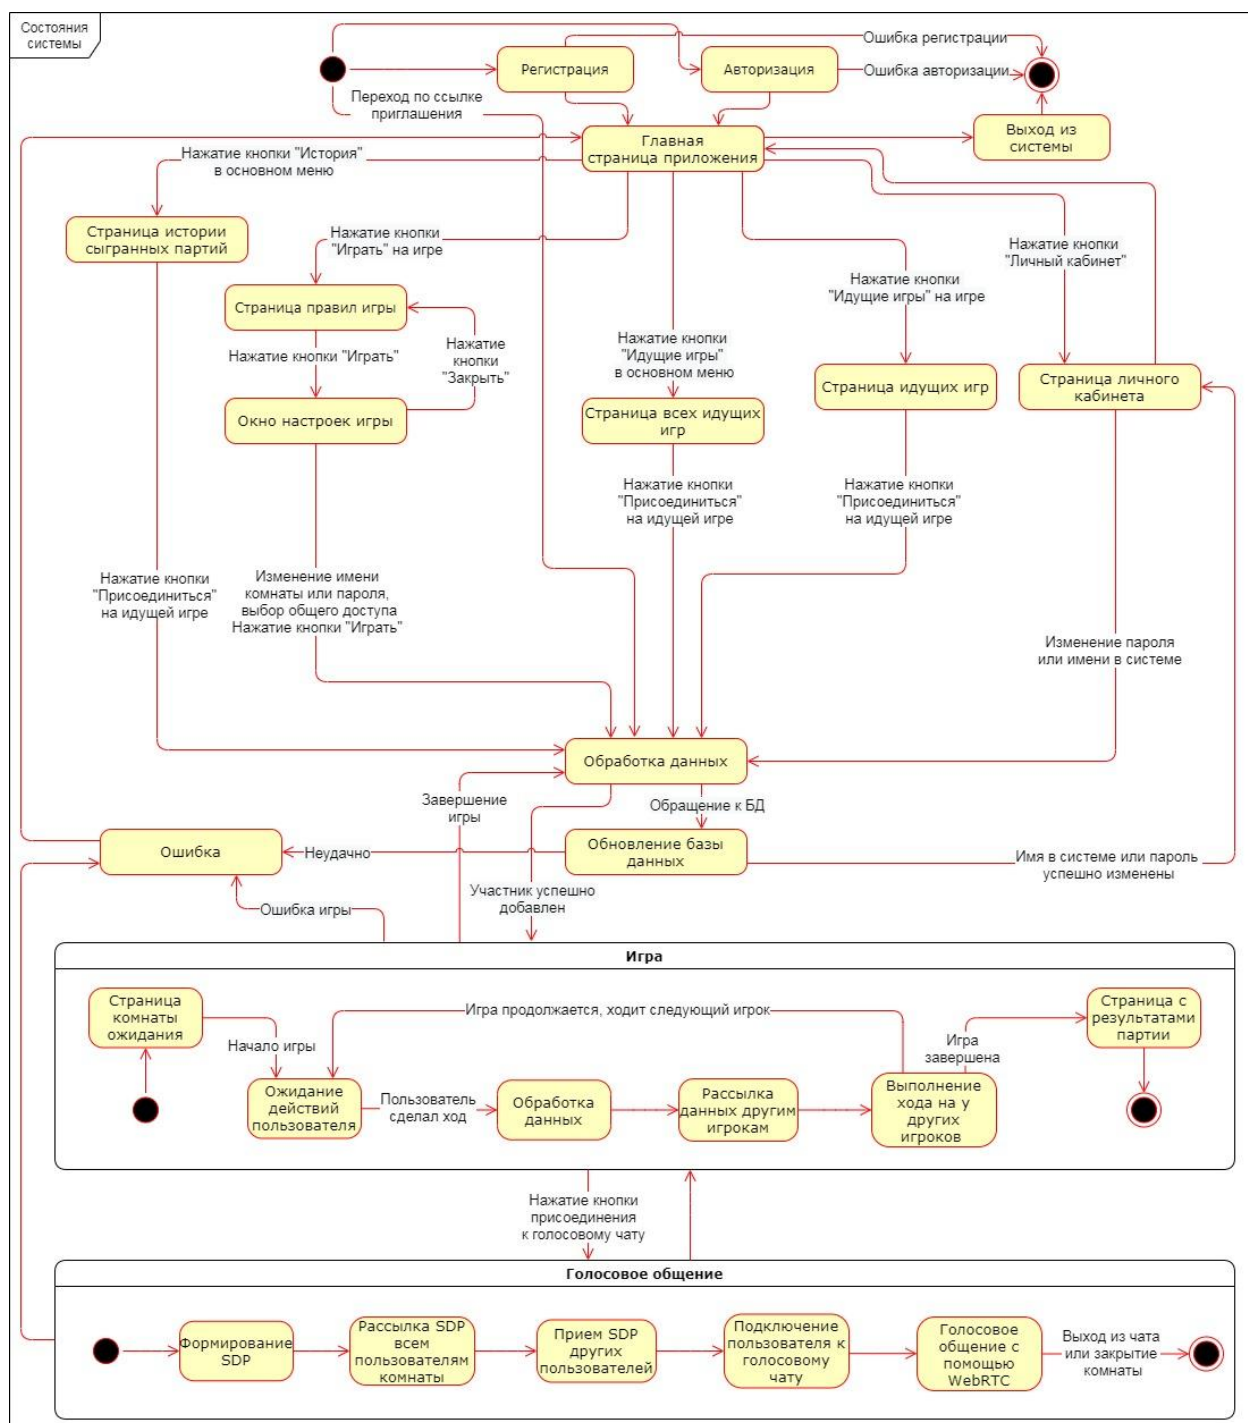 Состояния
системы
Ошибка регистрации
Регистрация
Авторизация
Ошибка авторизации
Переход по ссылке
приглашения
Главная
страница приложения
Выход из
системы
Нажатие кнопки "История"
в основном меню
Страница истории
сыгранных партий
Нажатие кнопки
"Играть" на игре
Нажатие кнопки
"Личный кабинет"
Нажатие кнопки
"Идущие игры" на игре
Страница правил игры
Нажатие кнопки "Играть"
Нажатие
кнопки
"Закрыть"
Нажатие кнопки
"Идущие игры"
в основном меню
Страница идущих игр
Страница личного
кабинета
Окно настроек игры
Страница всех идущих
игр
Нажатие кнопки
"Присоединиться"
на идущей игре
Нажатие кнопки
"Присоединиться"
на идущей игре
Нажатие кнопки
"Присоединиться"
на идущей игре
Изменение имени
комнаты или пароля,
выбор общего доступа
Нажатие кнопки "Играть"
Изменение пароля
или имени в системе
Обработка данных
Завершение
игры
Обращение к БД
Ошибка
Неудачно
Обновление базы
данных
Имя в системе или пароль
успешно изменены
Участник успешно
добавлен
Ошибка игры
Игра
Страница
комнаты
ожидания
Игра продолжается, ходит следующий игрок
Страница с
результатами
партии
Начало игры
Игра
завершена
Ожидание
действий
пользователя
Пользователь
сделал ход
Обработка
данных
Рассылка
данных другим
игрокам
Выполнение
хода на у
других
игроков
Нажатие кнопки
присоединения
к голосовому чату
Голосовое общение
Формирование
SDP
Рассылка SDP
всем
пользователям
комнаты
Прием SDP
других
пользователей
Подключение
пользователя к
голосовому
чату
Голосовое
общение с
помощью
WebRTC
Выход из чата
или закрытие
комнаты